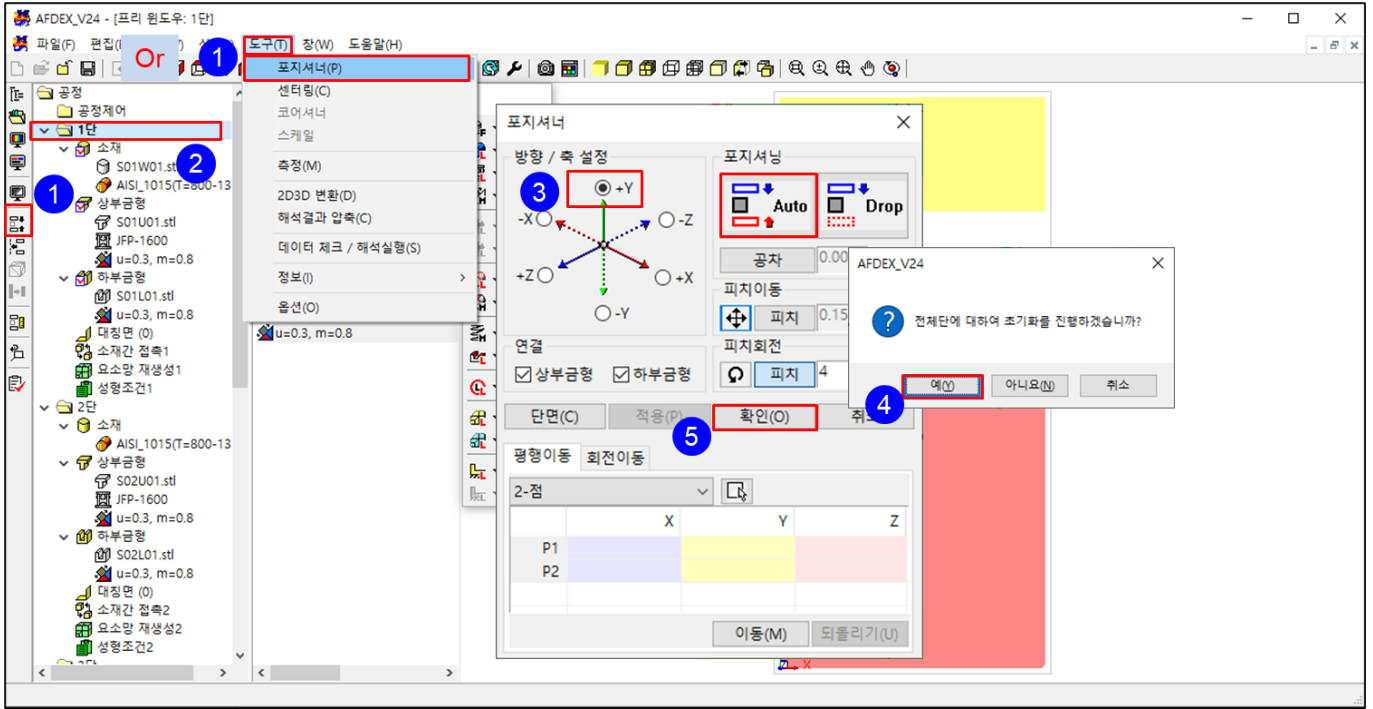 AFDEX_V24 - [프리 윈도우: 1단]
파일(F) 편집( 도구(T) 창(W) 도움말(H)
Or
1
포지셔너(P)
센터링(C)
코어셔너
스케일
측정(M)
2D3D 변환(D)
해석결과 압축(C)
데이터 체크 / 해석실행(S)
정보(I)
옵션(O)
공정
공정제어
1단
소재
S01W01.st
2
AISI_1015(T=800-13
1
상부금형
S01U01.stl
JFP-1600
u=0.3, m=0.8
하부금형
S01L01.stl
u=0.3, m=0.8
대칭면 (0)
소재간 접촉1
요소망 재생성1
성형조건1
2단
소재
AISI_1015(T=800-13
상부금형
S02U01.stl
JFP-1600
u=0.3, m=0.8
하부금형
S02L01.stl
u=0.3, m=0.8
대칭면 (0)
소재간 접촉2
요소망 재생성2
성형조건2
u=0.3, m=0.8
포지셔너
방향 / 축 설정
3
+Y
-X
-Z
+Z
+X
-Y
연결
상부금형 하부금형
포지셔닝
Auto Drop
공차 0.00
피치이동
피치 0.15
피치회전
피치 4
단면(C) 적용(P) 확인(O)
5
평행이동 회전이동
2-점
X Y Z
P1
P2
이동(M) 되돌리기(U)
AFDEX_V24
전체단에 대하여 초기화를 진행하겠습니까?
예(Y) 아니요(N) 취소
4
X